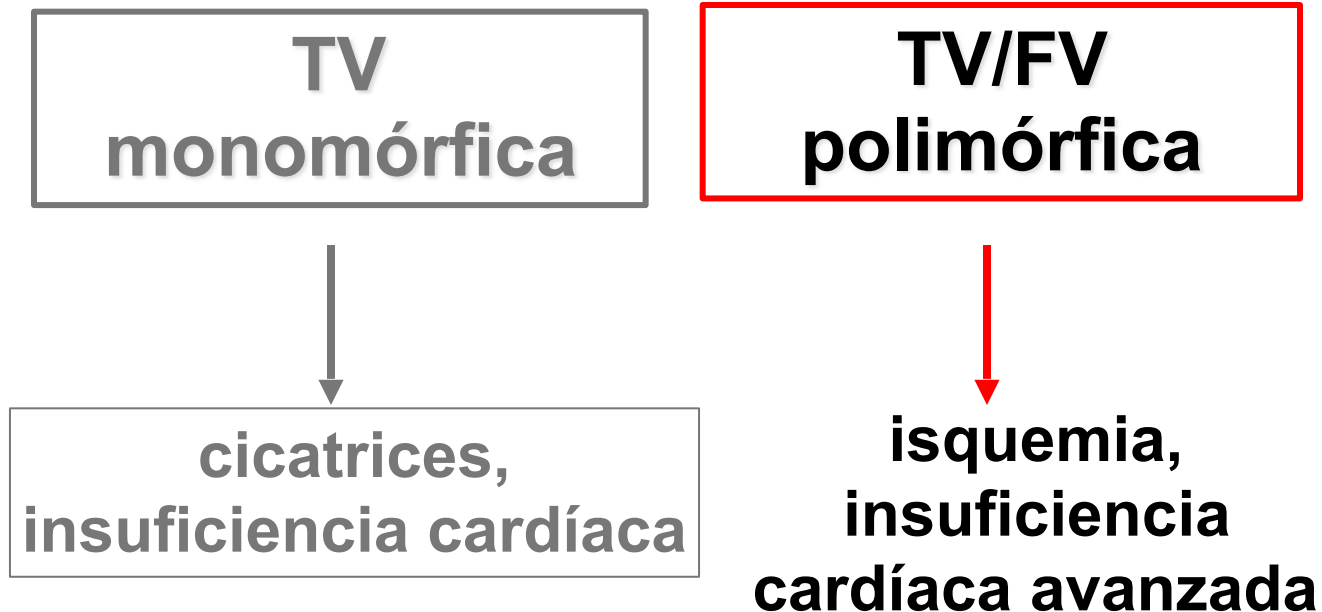 TV
monomórfica
TV/FV
polimórfica
cicatrices,
insuficiencia cardíaca
isquemia,
insuficiencia
cardíaca avanzada